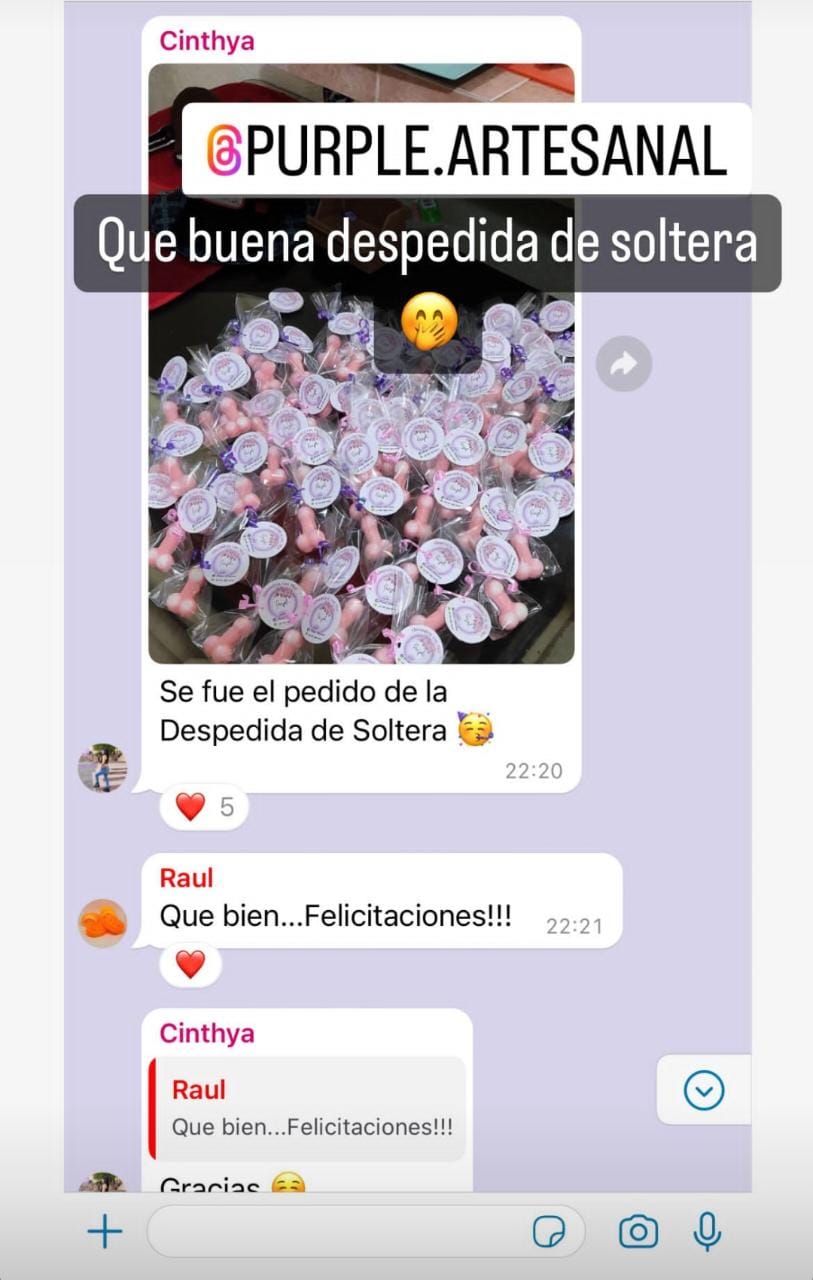 Cinthya
@PURPLE.ARTESANAL
Que buena despedida de soltera
🤭
Se fue el pedido de la
Despedida de Soltera 🥳
22:20
❤️ 5
Raul
Que bien...Felicitaciones!!!
22:21
❤️
Cinthya
Raul
Que bien...Felicitaciones!!!
Gracias ☺️